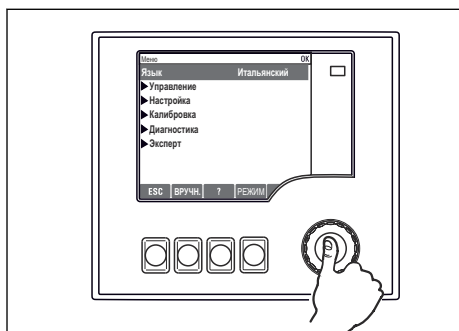 Меню OK
Язык Итальянский
Управление
Настройка
Калибровка
Диагностика
Эксперт
ESC ВРУЧН. ? РЕЖИМ